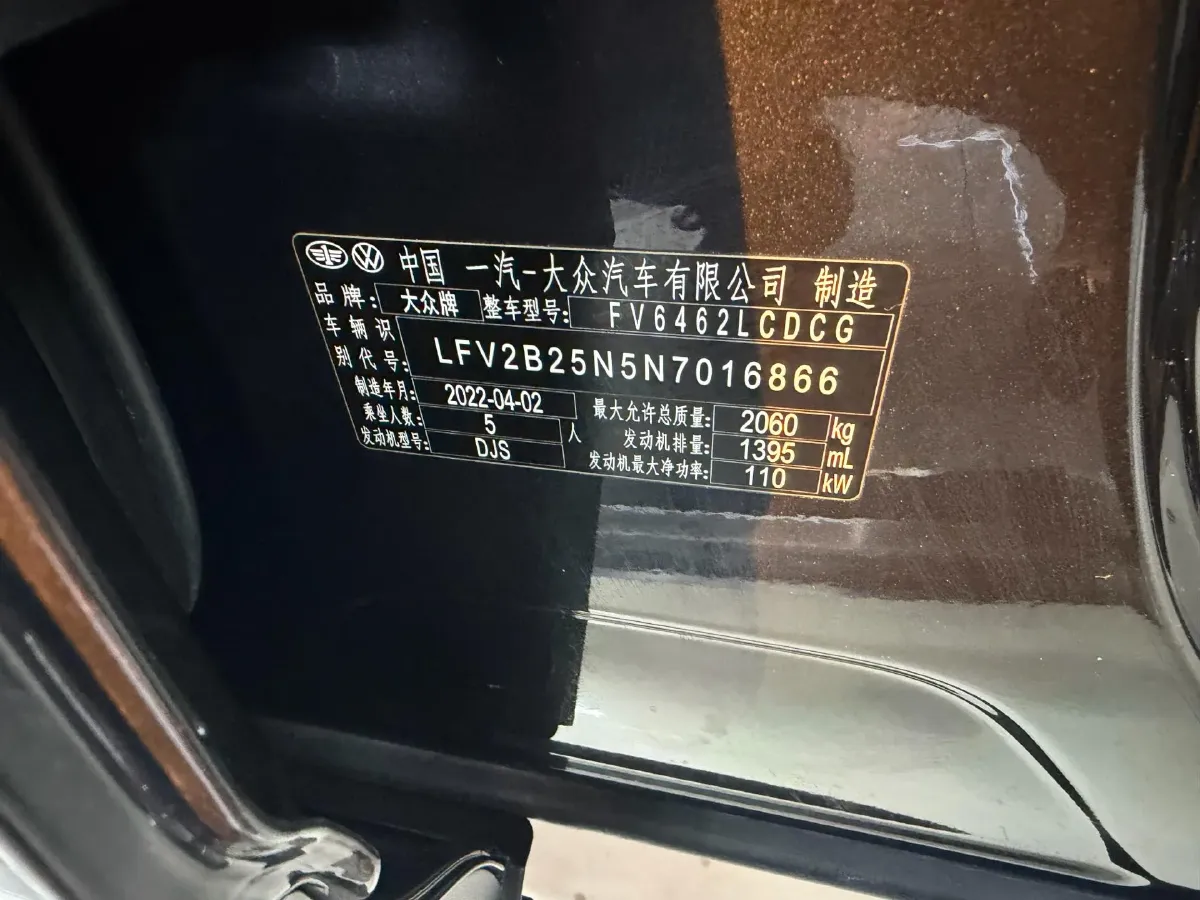 中国 一汽-大众汽车有限公司 制造
品牌: 大众牌 整车型号: FV6462LCDCG
车辆识别代号: LFV2B25N5N7016866
制造年月: 2022-04-02 最大允许总质量: 2060 kg
乘坐人数: 5 人 发动机排量: 1395 mL
发动机型号: DJS 发动机最大净功率: 110 kW